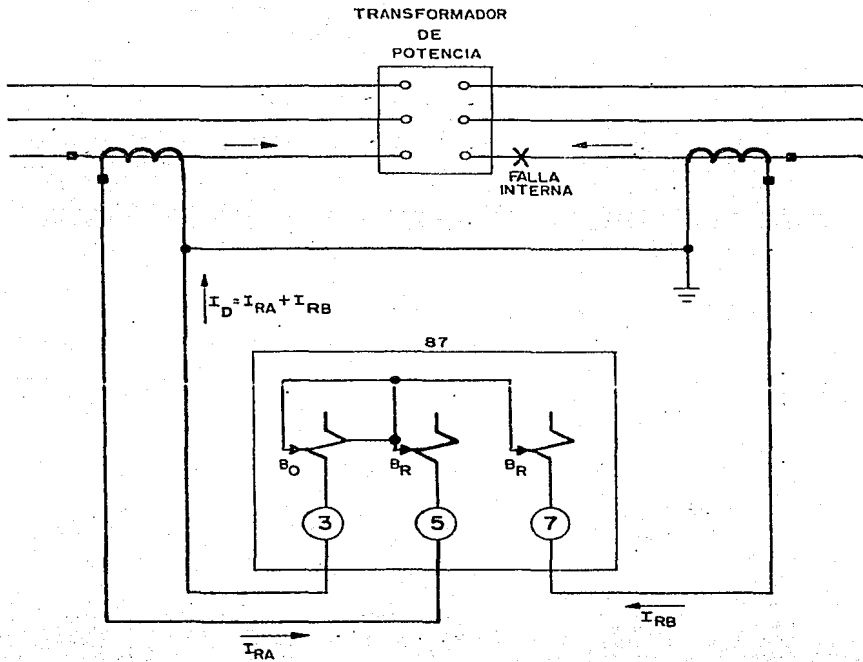 TRANSFORMADOR
DE
POTENCIA
FALLA
INTERNA
I_D = I_RA + I_RB
87
B_O
B_R
B_R
3
5
7
I_RA
I_RB